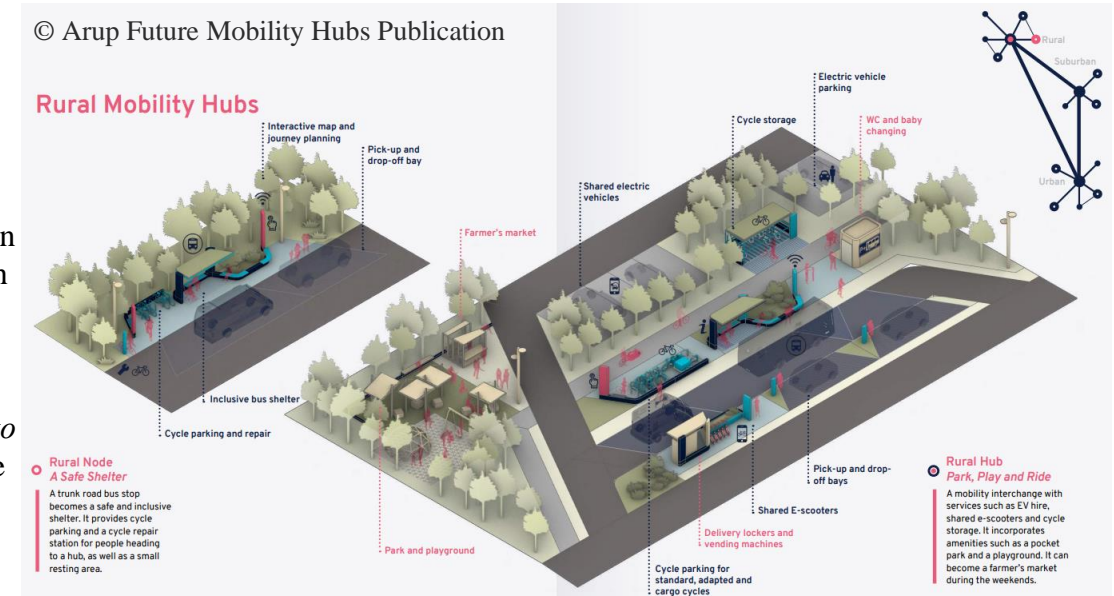 © Arup Future Mobility Hubs Publication
Rural Mobility Hubs
Interactive map and
journey planning
Pick-up and
drop-off bay
Inclusive bus shelter
Cycle parking and repair
Rural Node
A Safe Shelter
A trunk road bus stop
becomes a safe and inclusive
shelter. It provides cycle
parking and a cycle repair
station for people heading
to a hub, as well as a small
resting area.
Farmer's market
Park and playground
Shared electric
vehicles
Cycle storage
Electric vehicle
parking
WC and baby
changing
Rural
Suburban
Urban
Pick-up and drop-
off bays
Shared E-scooters
Delivery lockers and
vending machines
Cycle parking for
standard, adapted and
cargo cycles
Rural Hub
Park, Play and Ride
A mobility interchange with
services such as EV hire,
shared e-scooters and cycle
storage. It incorporates
amenities such as a pocket
park and a playground. It can
become a farmer's market
during the weekends.